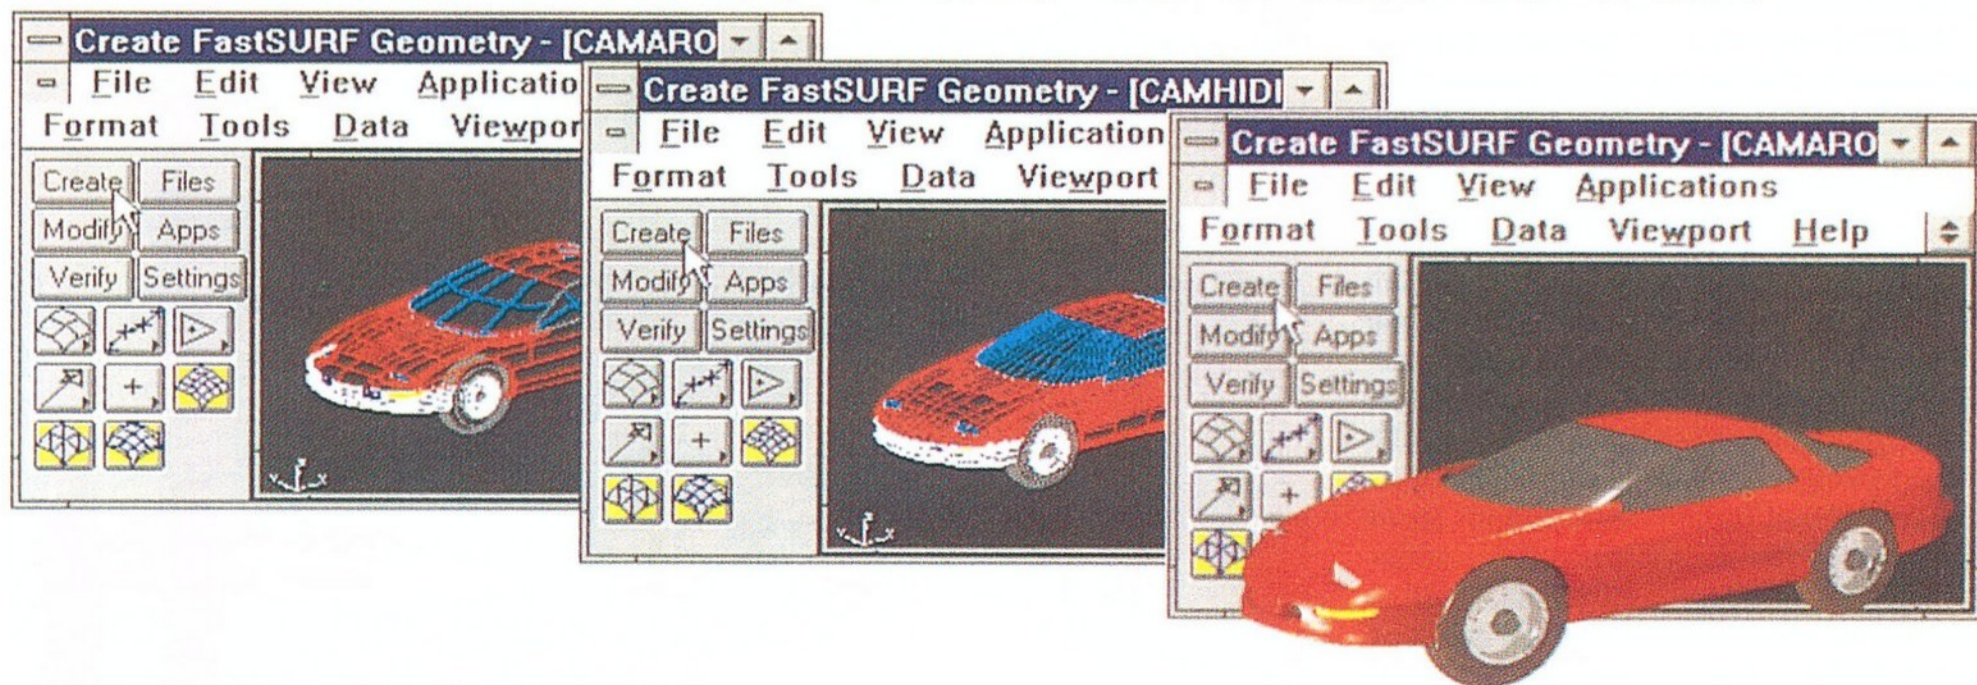 Create FastSURF Geometry - [CAMARO
File Edit View Applicatio
Format Tools Data Viewpor
Create Files
Modify Apps
Verify Settings
Create FastSURF Geometry - [CAMHIDI
File Edit View Application
Format Tools Data Viewport
Create Files
Modify Apps
Verify Settings
Create FastSURF Geometry - [CAMARO
File Edit View Applications
Format Tools Data Viewport Help
Create Files
Modify Apps
Verify Settings